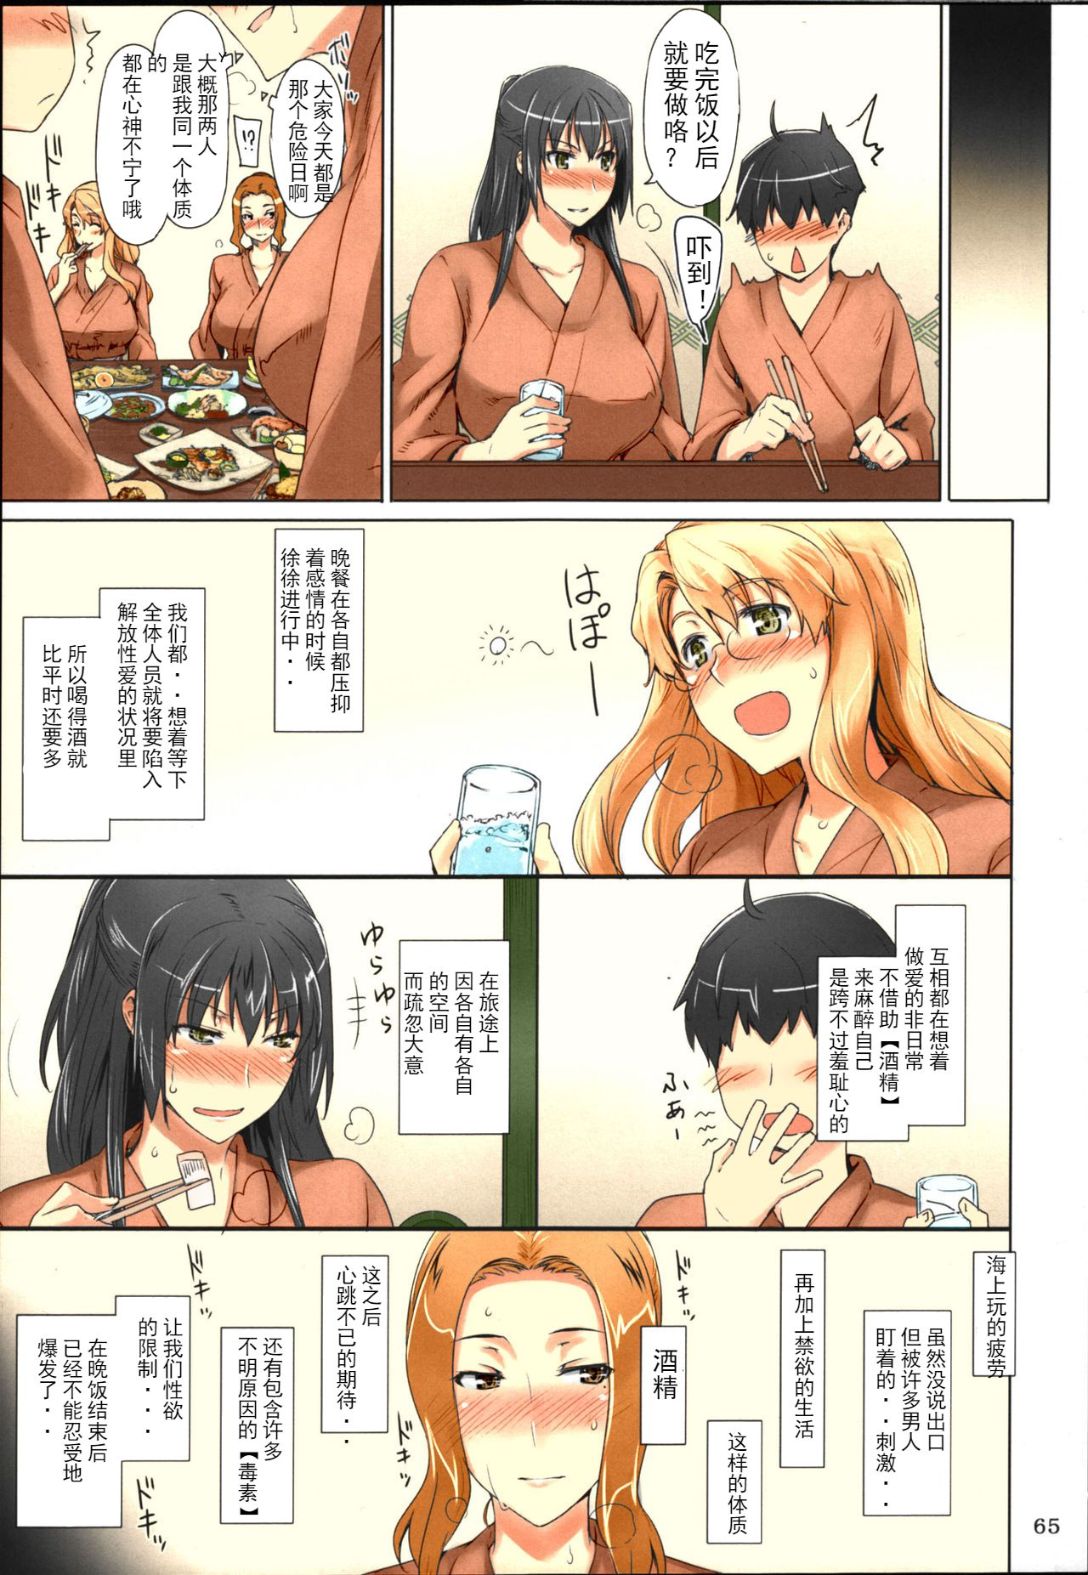 吃完饭以后
就要做咯？
吓到！
大家今天都是
那个危险日啊
大概那两人
是跟我同一个体质
的
都在心神不宁了哦
!?
ドキ
はぽー
晚餐在各自都压抑
着感情的时候
徐徐进行中・・
我们都・・想着等下
全体人员就将要陷入
解放性爱的状况里
所以喝得酒就
比平时还要多
互相都在想着
做爱的非日常
不借助【酒精】
来麻醉自己
是跨不过羞耻心的
ふぁー
在旅途上
因各自有各自
的空间
而疏忽大意
ゆらゆら
海上玩的疲劳
虽然没说出口
但被许多男人
盯着的・・刺激・・
再加上禁欲的生活
这样的体质
酒精
ドキッ
这之后
心跳不已的期待・・
还有包含许多
不明原因的【毒素】
ドキッ
让我们性欲
的限制・・・
在晚饭结束后
已经不能忍受地
爆发了・・
ドキッ
ドキッ
65